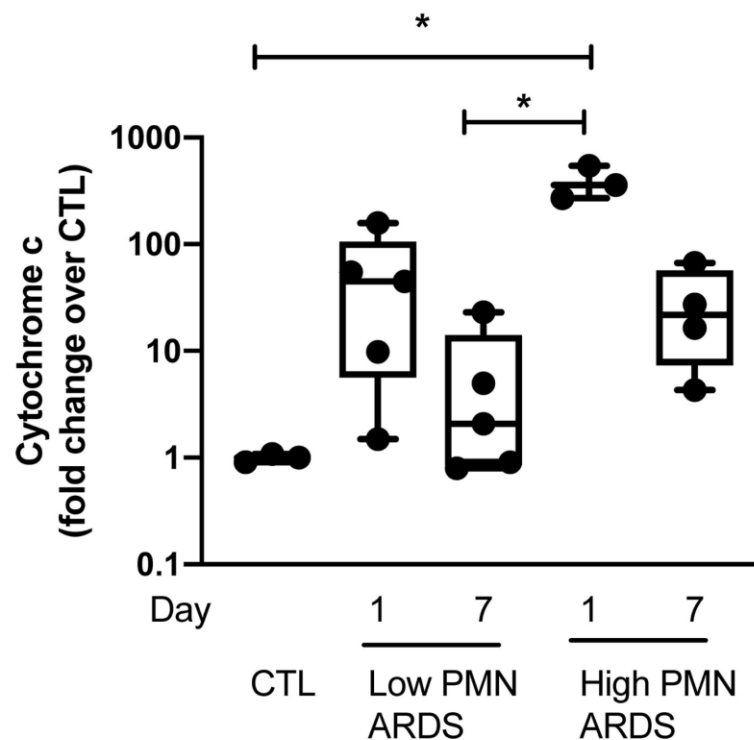 *
*
1000
100
10
1
0.1
Cytochrome c
(fold change over CTL)
Day 1 7 1 7
CTL Low PMN High PMN
ARDS ARDS